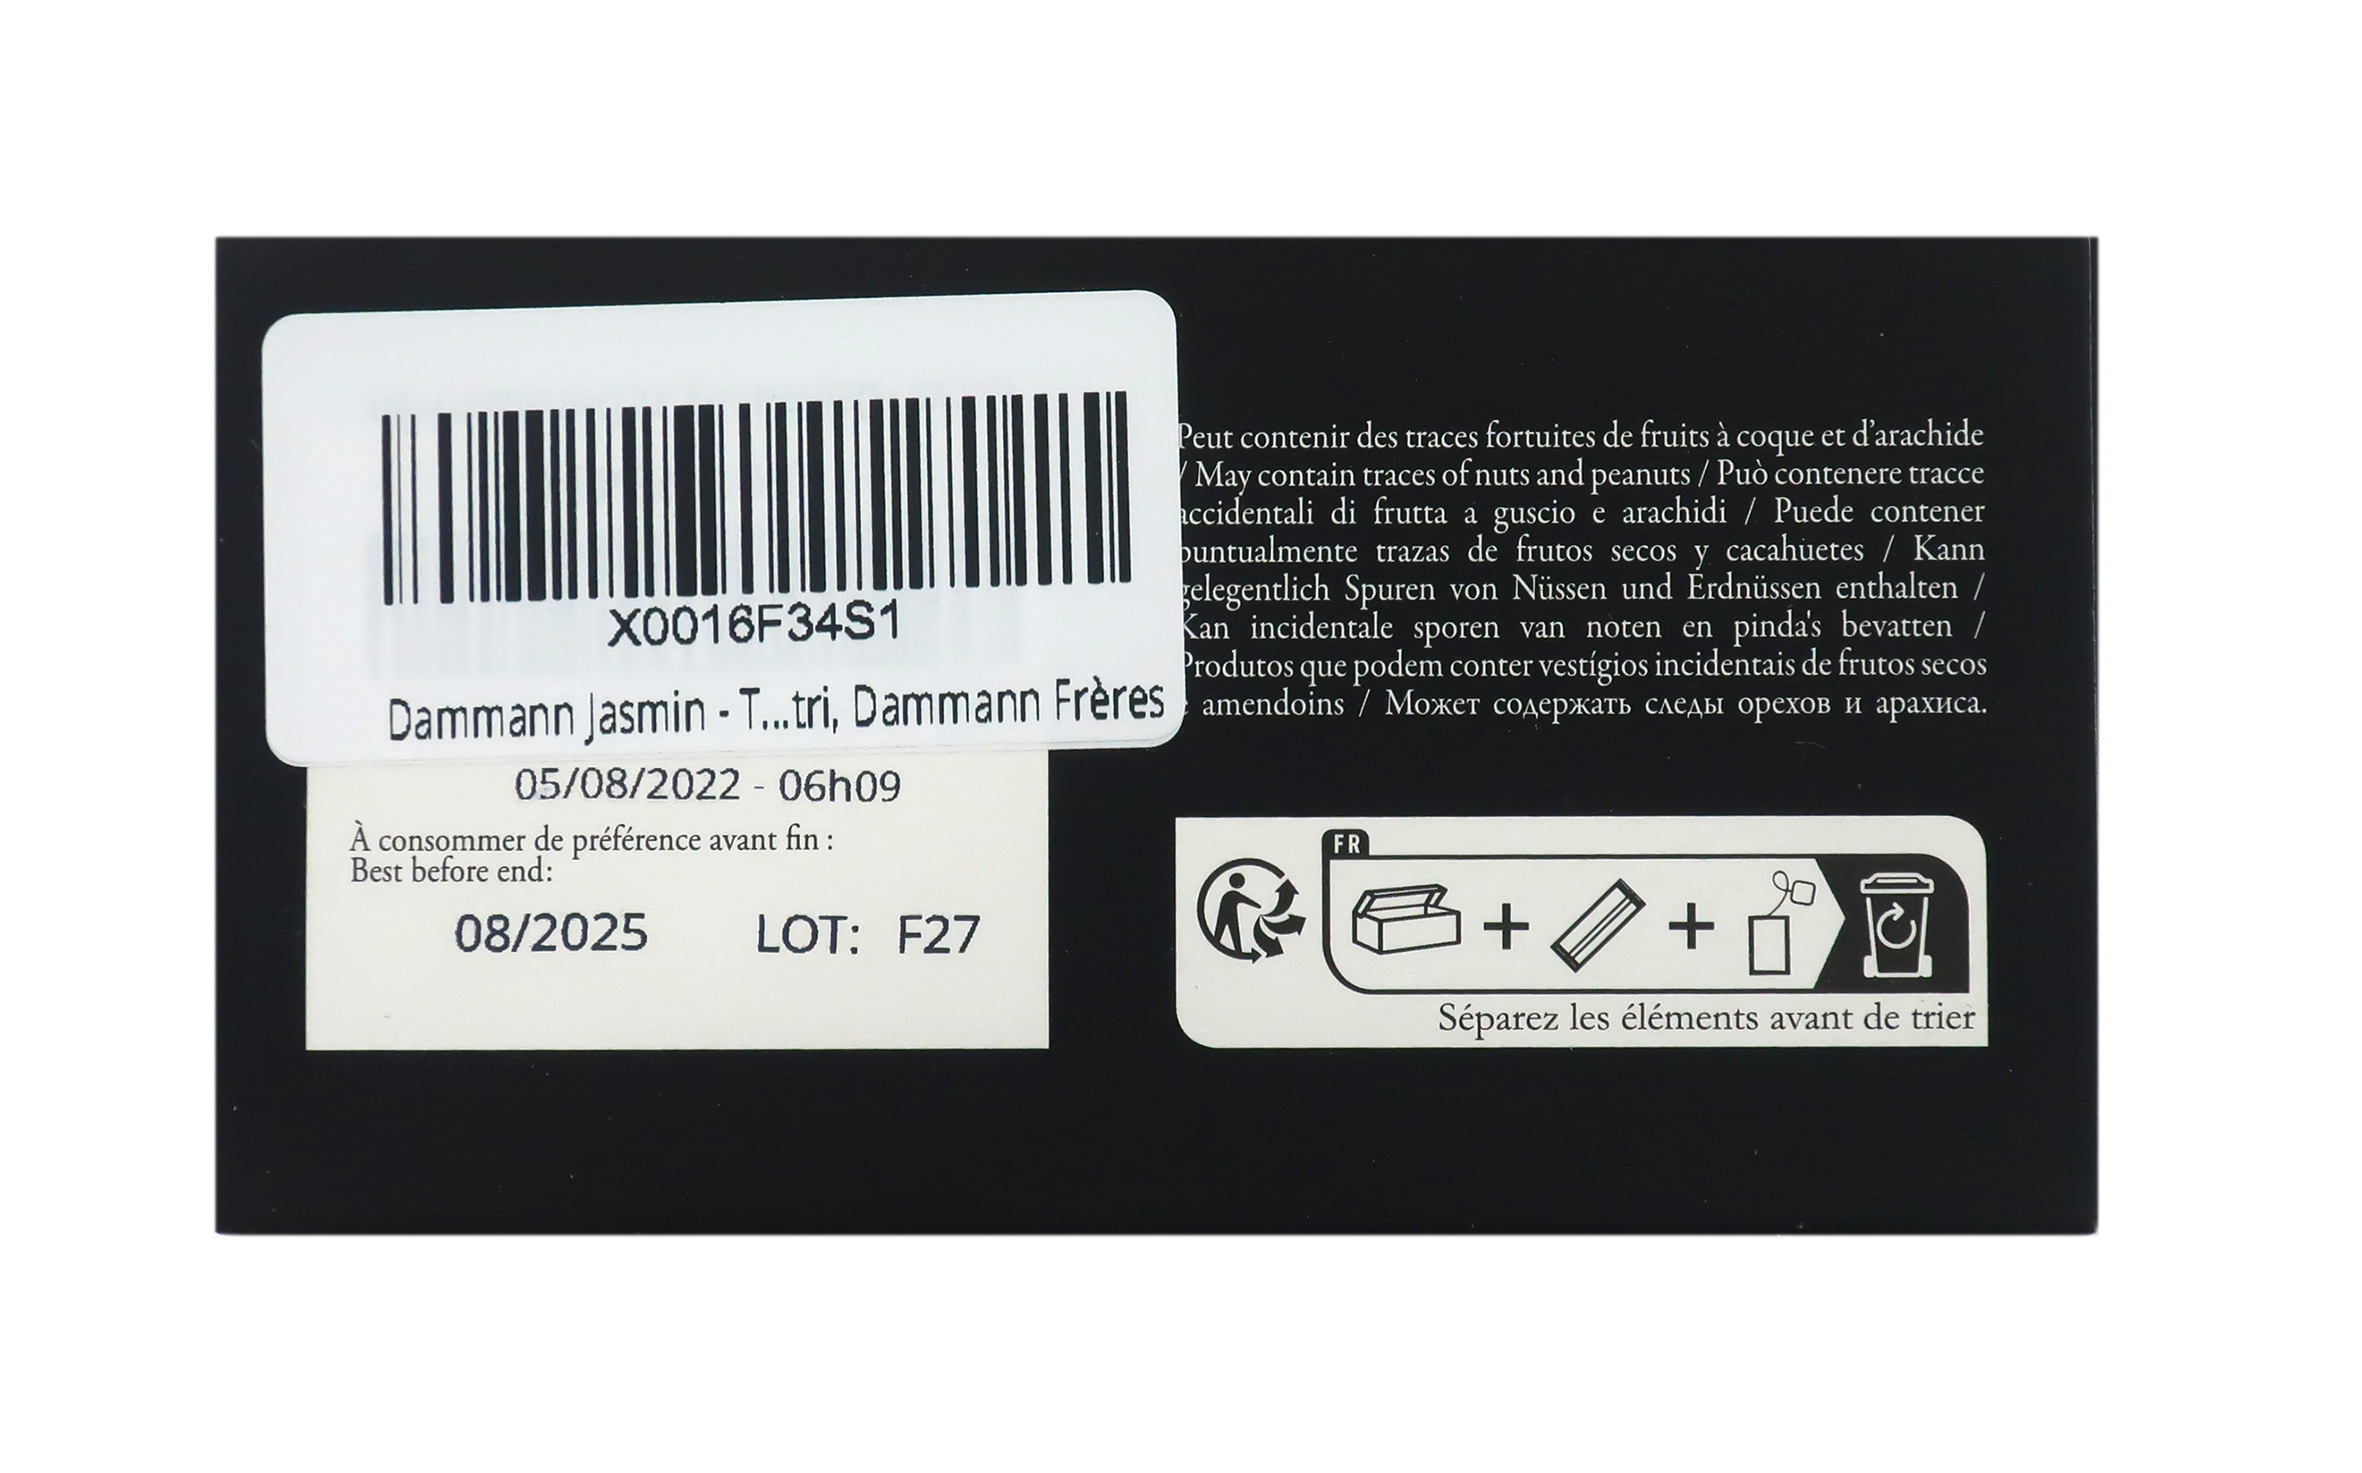 X0016F34S1
Dammann Jasmin - T...tri, Dammann Frères
05/08/2022 - 06h09
À consommer de préférence avant fin :
Best before end:
08/2025 LOT: F27
Peut contenir des traces fortuites de fruits à coque et d'arachide
/ May contain traces of nuts and peanuts / Può contenere tracce
accidentali di frutta a guscio e arachidi / Puede contener
puntualmente trazas de frutos secos y cacahuetes / Kann
gelegentlich Spuren von Nüssen und Erdnüssen enthalten /
Kan incidentale sporen van noten en pinda's bevatten /
Produtos que podem conter vestígios incidentais de frutos secos
e amendoins / Может содержать следы орехов и арахиса.
FR
Séparez les éléments avant de trier